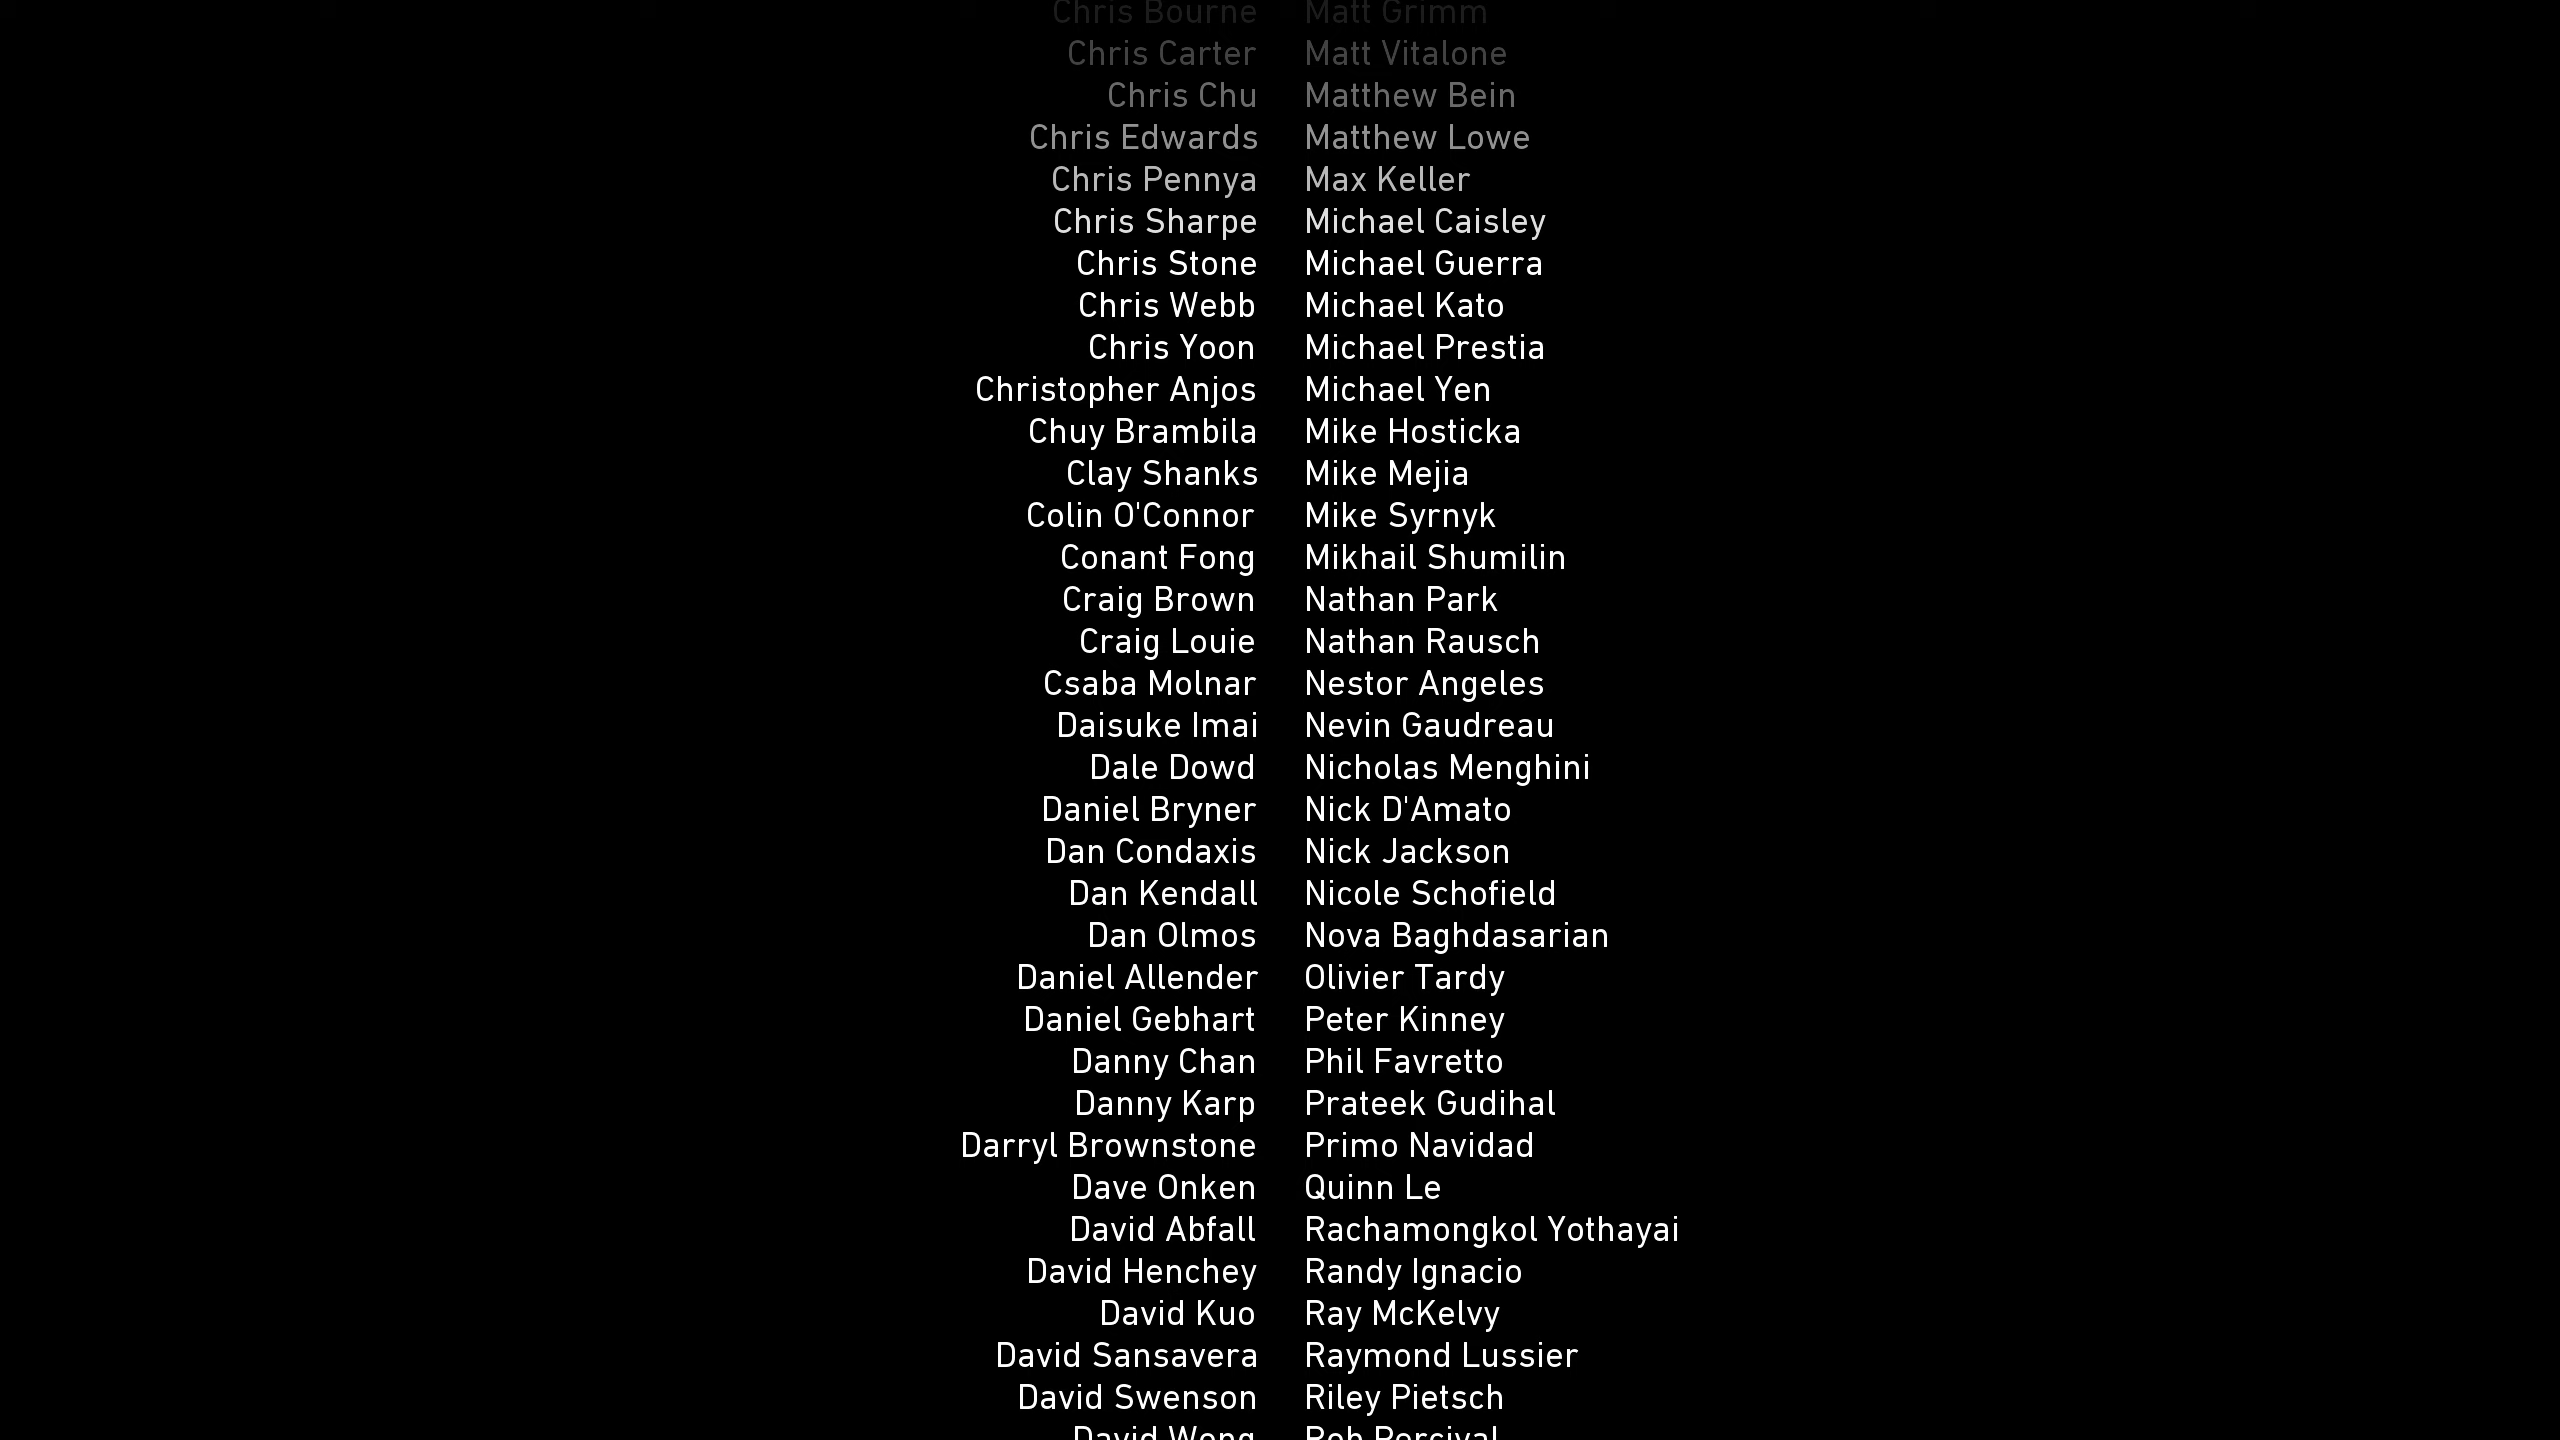 Chris Bourne Matt Grimm
Chris Carter Matt Vitalone
Chris Chu Matthew Bein
Chris Edwards Matthew Lowe
Chris Pennya Max Keller
Chris Sharpe Michael Caisley
Chris Stone Michael Guerra
Chris Webb Michael Kato
Chris Yoon Michael Prestia
Christopher Anjos Michael Yen
Chuy Brambila Mike Hosticka
Clay Shanks Mike Mejia
Colin O'Connor Mike Syrnyk
Conant Fong Mikhail Shumilin
Craig Brown Nathan Park
Craig Louie Nathan Rausch
Csaba Molnar Nestor Angeles
Daisuke Imai Nevin Gaudreau
Dale Dowd Nicholas Menghini
Daniel Bryner Nick D'Amato
Dan Condaxis Nick Jackson
Dan Kendall Nicole Schofield
Dan Olmos Nova Baghdasarian
Daniel Allender Olivier Tardy
Daniel Gebhart Peter Kinney
Danny Chan Phil Favretto
Danny Karp Prateek Gudihal
Darryl Brownstone Primo Navidad
Dave Onken Quinn Le
David Abfall Rachamongkol Yothayai
David Henchey Randy Ignacio
David Kuo Ray McKelvy
David Sansavera Raymond Lussier
David Swenson Riley Pietsch
David Rob Percival